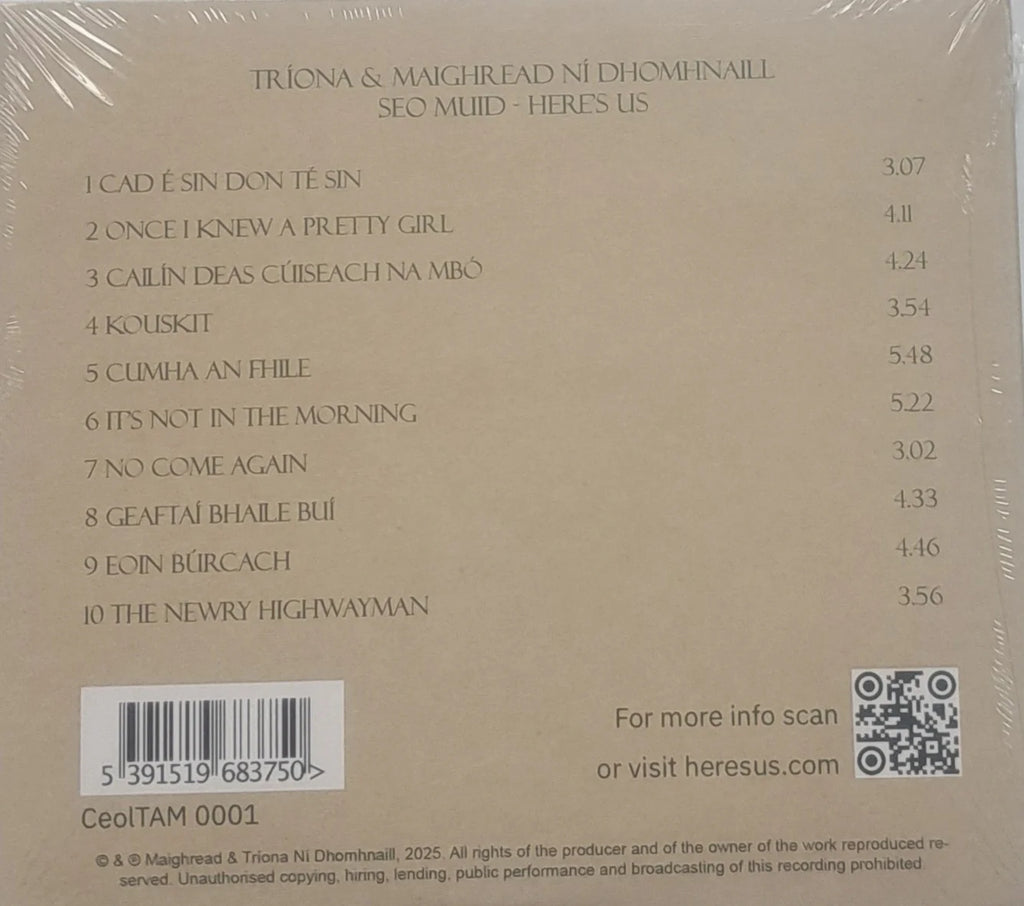 TRÍONA & MAIGHREAD NÍ DHOMHNAILL
SEO MUID - HERE'S US
1 CAD É SIN DON TÉ SIN 3.07
2 ONCE I KNEW A PRETTY GIRL 4.11
3 CAILÍN DEAS CÚISEACH NA MBÓ 4.24
4 KOUSKIT 3.54
5 CUMHA AN FHILE 5.48
6 IT'S NOT IN THE MORNING 5.22
7 NO COME AGAIN 3.02
8 GEAFTAÍ BHAILE BUÍ 4.33
9 EOIN BÚRCACH 4.46
10 THE NEWRY HIGHWAYMAN 3.56
For more info scan
or visit heresus.com
5 391519 683750 >
CeolTAM 0001
© & ℗ Maighread & Tríona Ní Dhomhnaill, 2025. All rights of the producer and of the owner of the work reproduced re-
served. Unauthorised copying, hiring, lending, public performance and broadcasting of this recording prohibited.